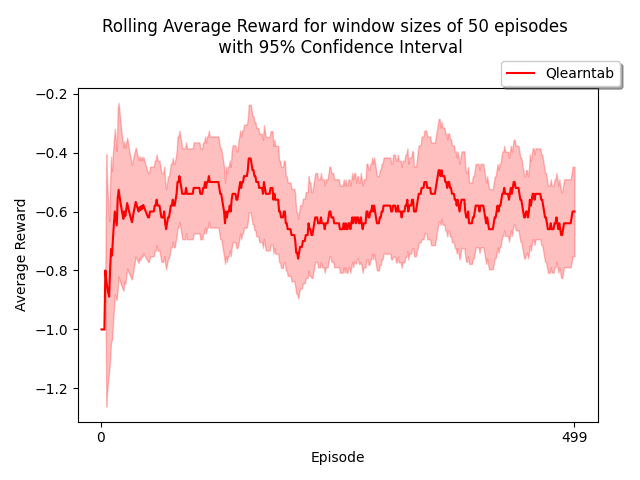 Rolling Average Reward for window sizes of 50 episodes
with 95% Confidence Interval
Qlearntab
−0.2
−0.4
−0.6
−0.8
−1.0
−1.2
Average Reward
0
499
Episode